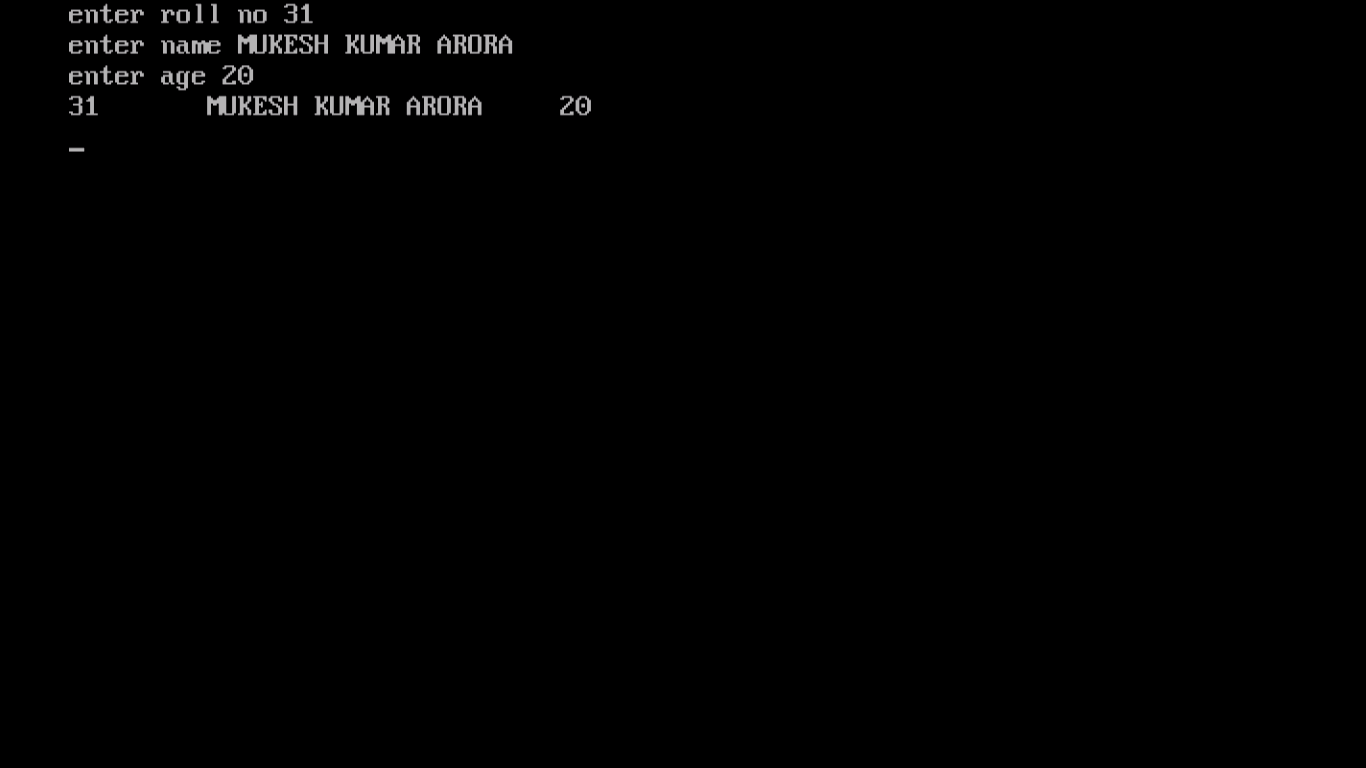 enter roll no 31
enter name MUKESH KUMAR ARORA
enter age 20
31 MUKESH KUMAR ARORA 20